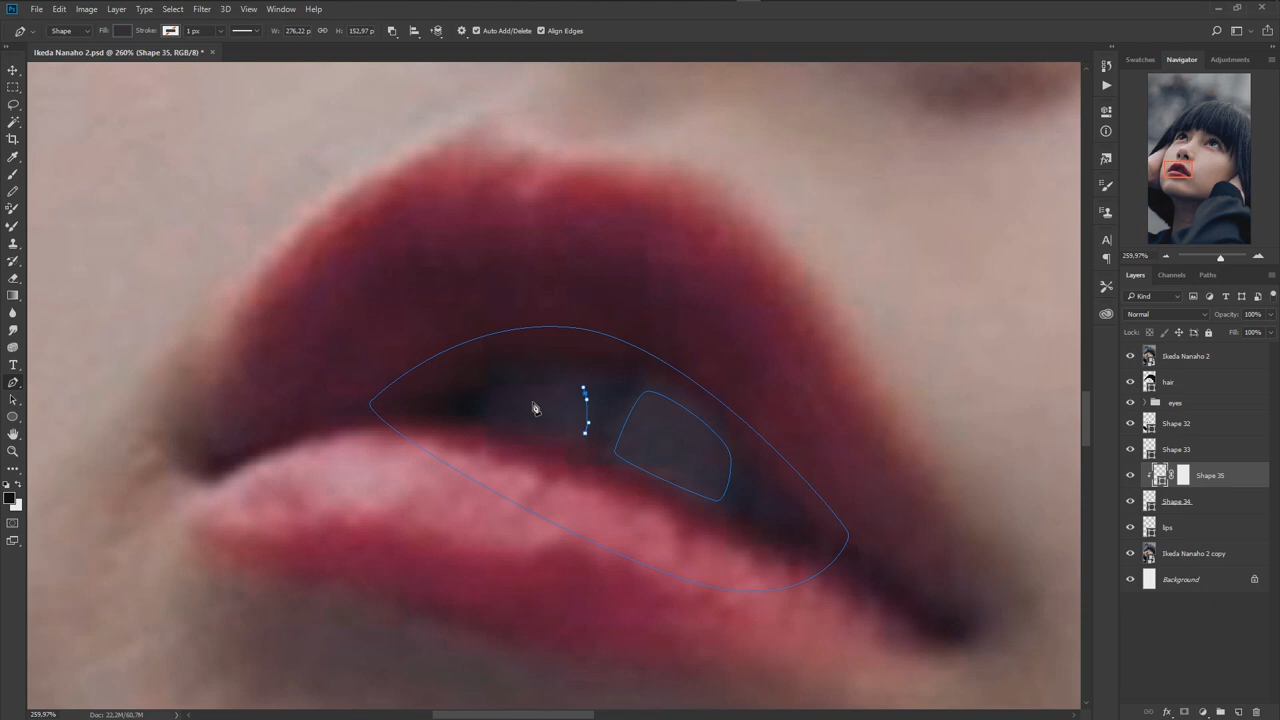 Ps File Edit Image Layer Type Select Filter 3D View Window Help
Shape Fill: Stroke: 1 px W: 276,22 p H: 152,97 p Auto Add/Delete Align Edges
Ikeda Nanaho 2.psd @ 260% (Shape 35, RGB/8) * ×
Swatches Navigator Adjustments
259,97%
Layers Channels Paths
Kind
Normal Opacity: 100%
Lock: Fill: 100%
Ikeda Nanaho 2
hair
eyes
Shape 32
Shape 33
Shape 35
Shape 34
lips
Ikeda Nanaho 2 copy
Background
259,97% Doc: 22,2M/60,7M